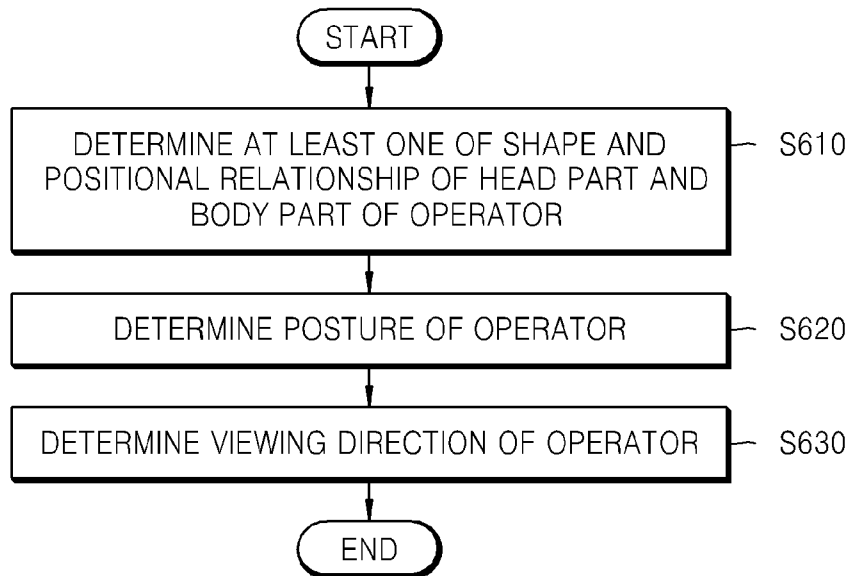 START
DETERMINE AT LEAST ONE OF SHAPE AND
POSITIONAL RELATIONSHIP OF HEAD PART AND
BODY PART OF OPERATOR
S610
DETERMINE POSTURE OF OPERATOR
S620
DETERMINE VIEWING DIRECTION OF OPERATOR
S630
END